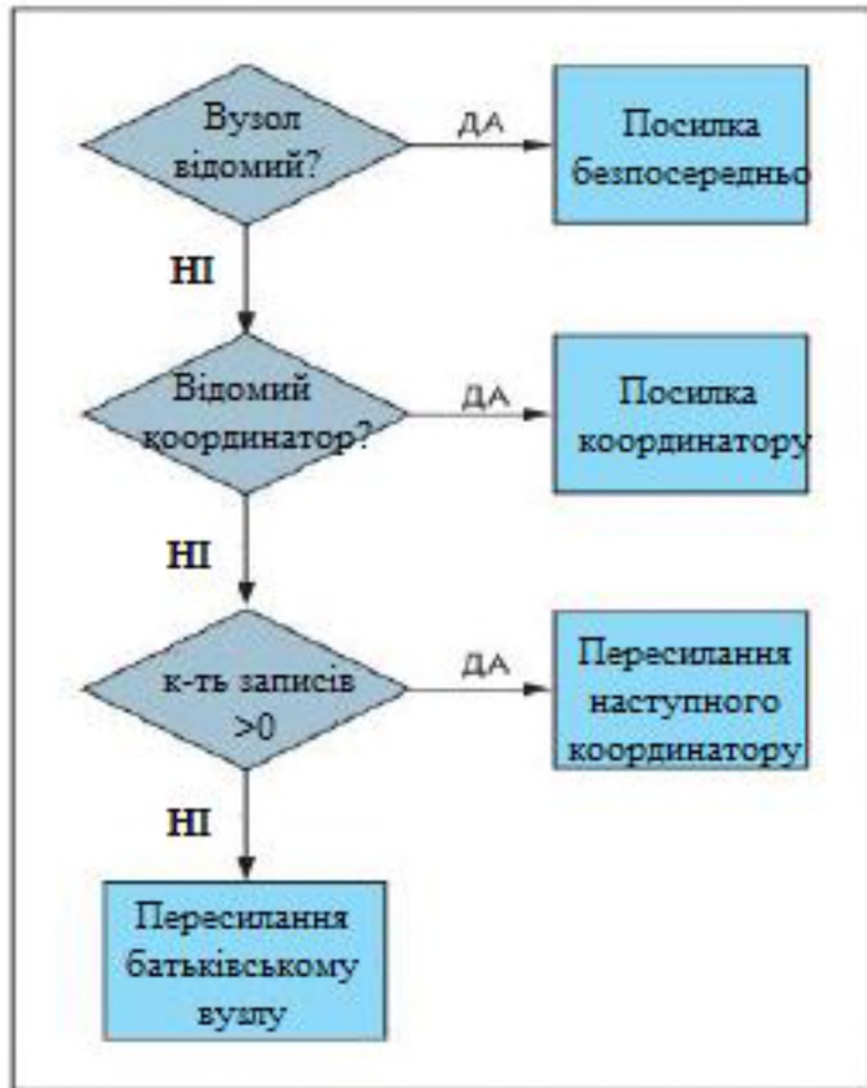 Вузол
відомий?
ДА
Посилка
безпосередньо
НІ
Відомий
координатор?
ДА
Посилка
координатору
НІ
к-ть записів
>0
ДА
Пересилання
наступного
координатору
НІ
Пересилання
батьківському
вузлу